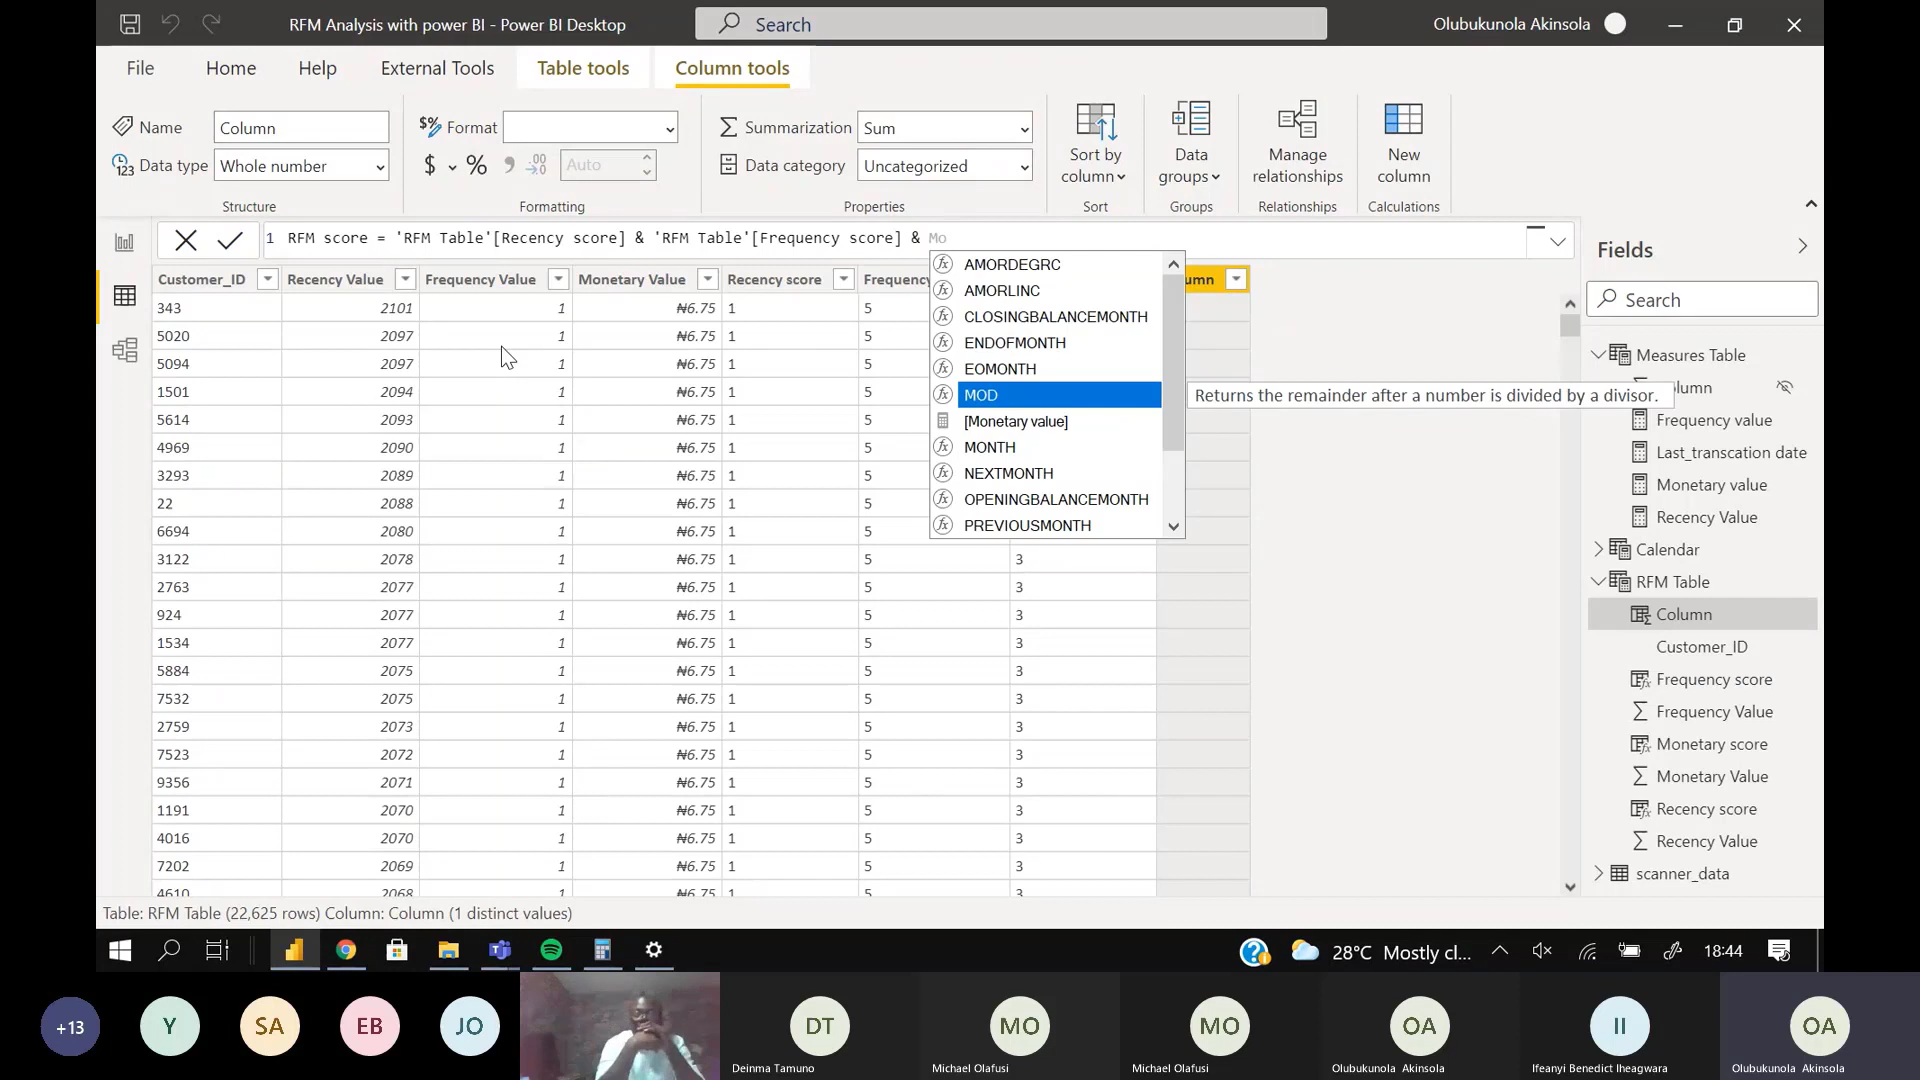 RFM Analysis with power BI - Power BI Desktop
Search
Olubukunola Akinsola
File
Home
Help
External Tools
Table tools
Column tools
Name
Column
Data type
Whole number
Structure
Format
$ % 
Auto
Formatting
Summarization
Sum
Data category
Uncategorized
Properties
Sort by
column
Sort
Data
groups
Groups
Manage
relationships
Relationships
New
column
Calculations
1 RFM score = 'RFM Table'[Recency score] & 'RFM Table'[Frequency score] & Mo
AMORDEGRC
AMORLINC
CLOSINGBALANCEMONTH
ENDOFMONTH
EOMONTH
MOD
[Monetary value]
MONTH
NEXTMONTH
OPENINGBALANCEMONTH
PREVIOUSMONTH
Returns the remainder after a number is divided by a divisor.
Customer_ID Recency Value Frequency Value Monetary Value Recency score Frequency umn
343 2101 1 ₦6.75 1 5
5020 2097 1 ₦6.75 1 5
5094 2097 1 ₦6.75 1 5
1501 2094 1 ₦6.75 1 5
5614 2093 1 ₦6.75 1 5
4969 2090 1 ₦6.75 1 5
3293 2089 1 ₦6.75 1 5
22 2088 1 ₦6.75 1 5
6694 2080 1 ₦6.75 1 5
3122 2078 1 ₦6.75 1 5 3
2763 2077 1 ₦6.75 1 5 3
924 2077 1 ₦6.75 1 5 3
1534 2077 1 ₦6.75 1 5 3
5884 2075 1 ₦6.75 1 5 3
7532 2075 1 ₦6.75 1 5 3
2759 2073 1 ₦6.75 1 5 3
7523 2072 1 ₦6.75 1 5 3
9356 2071 1 ₦6.75 1 5 3
1191 2070 1 ₦6.75 1 5 3
4016 2070 1 ₦6.75 1 5 3
7202 2069 1 ₦6.75 1 5 3
4610 2068 1 ₦6.75 1 5 3
Fields
Search
Measures Table
olumn
Frequency value
Last_transcation date
Monetary value
Recency Value
Calendar
RFM Table
Column
Customer_ID
Frequency score
Frequency Value
Monetary score
Monetary Value
Recency score
Recency Value
scanner_data
Table: RFM Table (22,625 rows) Column: Column (1 distinct values)
28°C Mostly cl...
18:44
+13
Y
SA
EB
JO
DT
MO
MO
OA
II
OA
Deinma Tamuno
Michael Olafusi
Michael Olafusi
Olubukunola Akinsola
Ifeanyi Benedict Iheagwara
Olubukunola Akinsola